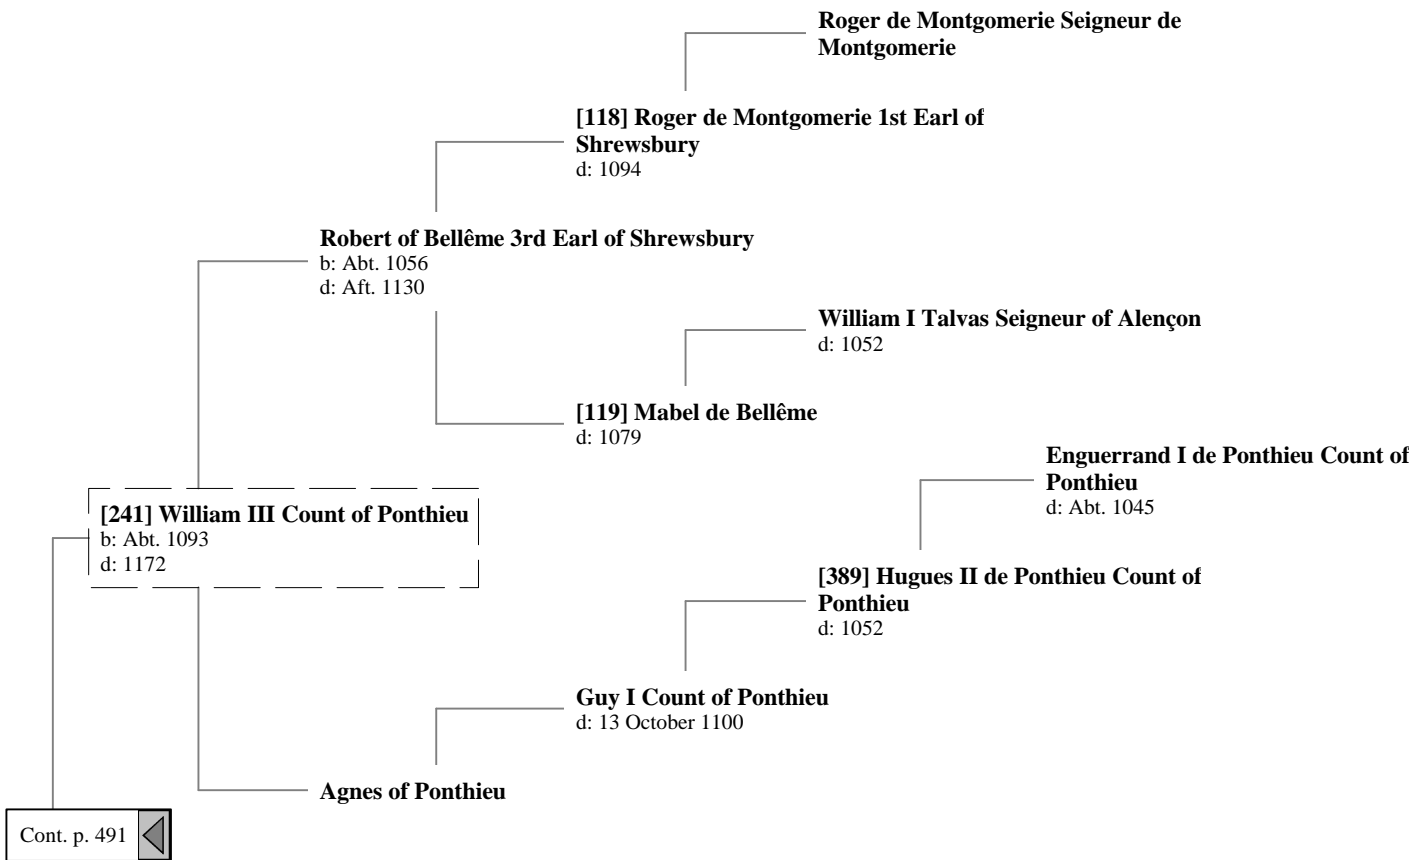 Roger de Montgomerie Seigneur de
Montgomerie
[118] Roger de Montgomerie 1st Earl of
Shrewsbury
d: 1094
Robert of Bellême 3rd Earl of Shrewsbury
b: Abt. 1056
d: Aft. 1130
William I Talvas Seigneur of Alençon
d: 1052
[119] Mabel de Bellême
d: 1079
Enguerrand I de Ponthieu Count of
Ponthieu
d: Abt. 1045
[241] William III Count of Ponthieu
b: Abt. 1093
d: 1172
[389] Hugues II de Ponthieu Count of
Ponthieu
d: 1052
Guy I Count of Ponthieu
d: 13 October 1100
Agnes of Ponthieu
Cont. p. 491